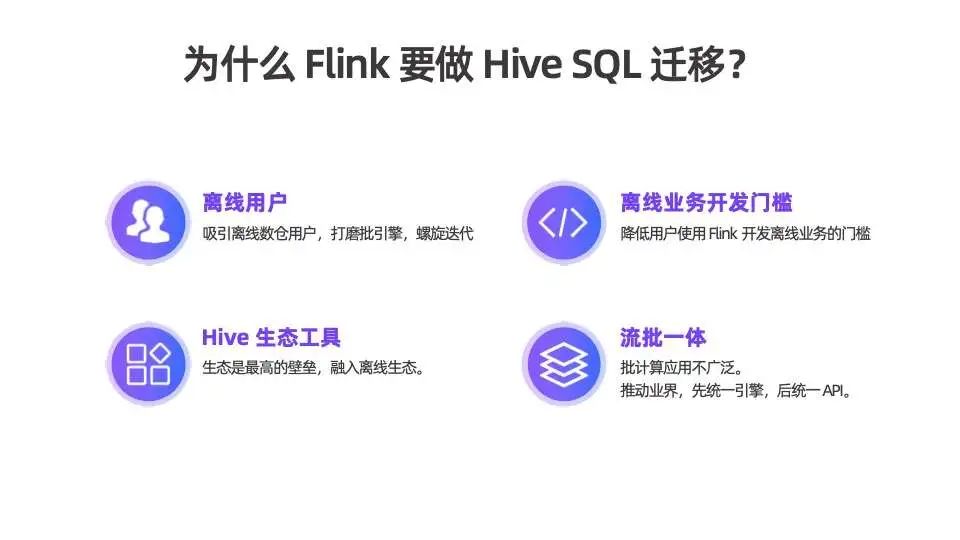 为什么 Flink 要做 Hive SQL 迁移?
离线用户
吸引离线数仓用户，打磨批引擎，螺旋迭代
离线业务开发门槛
降低用户使用 Flink 开发离线业务的门槛
Hive 生态工具
生态是最高的壁垒，融入离线生态。
流批一体
批计算应用不广泛。
推动业界，先统一引擎，后统一 API。